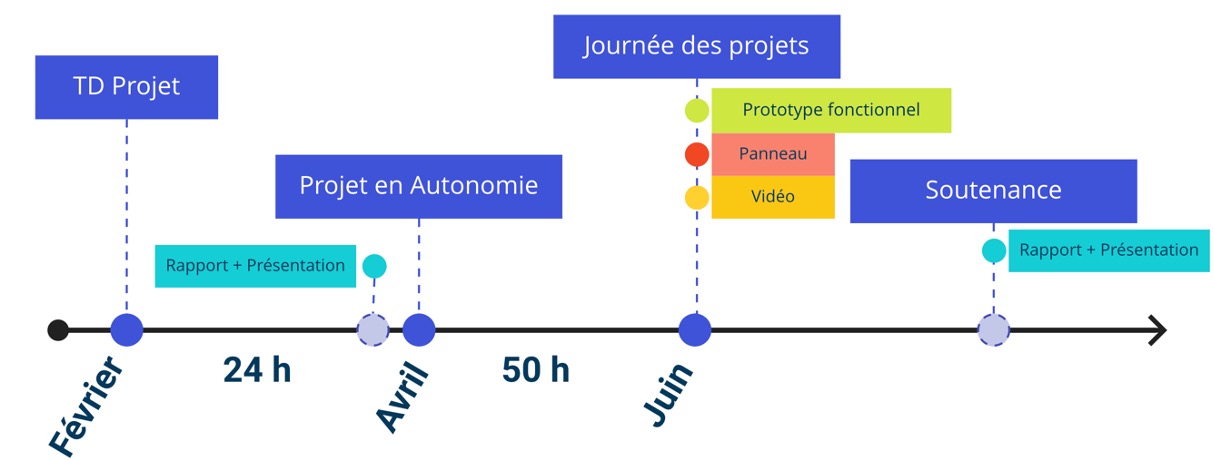 TD Projet
Projet en Autonomie
Journée des projets
Prototype fonctionnel
Panneau
Vidéo
Soutenance
Rapport + Présentation
Rapport + Présentation
Février
24 h
Avril
50 h
Juin